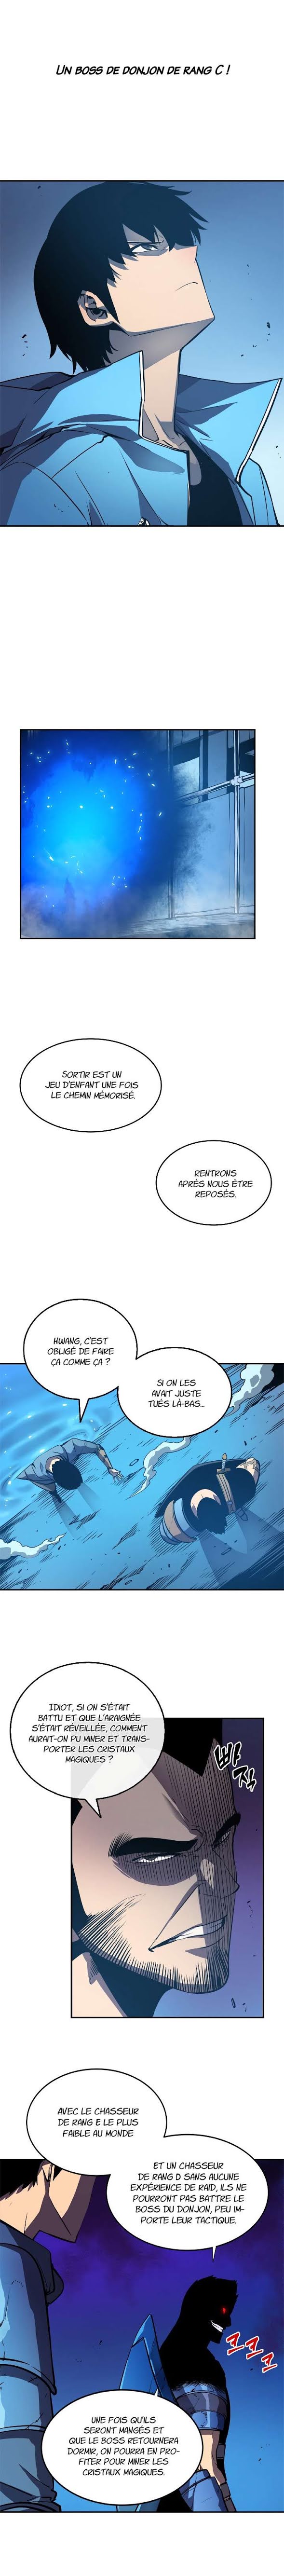 UN BOSS DE DONJON DE RANG C !
SORTIR EST UN
JEU D'ENFANT UNE FOIS
LE CHEMIN MÉMORISÉ.
RENTRONS
APRÈS NOUS ÊTRE
REPOSÉS.
HWANG, C'EST
OBLIGÉ DE FAIRE
ÇA COMME ÇA ?
SI ON LES
AVAIT JUSTE
TUÉS LÀ-BAS...
IDIOT, SI ON S'ÉTAIT
BATTU ET QUE L'ARAIGNÉE
S'ÉTAIT RÉVEILLÉE, COMMENT
AURAIT-ON PU MINER ET TRANS-
PORTER LES CRISTAUX
MAGIQUES ?
빠직
AVEC LE CHASSEUR
DE RANG E LE PLUS
FAIBLE AU MONDE
ET UN CHASSEUR
DE RANG D SANS AUCUNE
EXPÉRIENCE DE RAID, ILS NE
POURRONT PAS BATTRE LE
BOSS DU DONJON, PEU IM-
PORTE LEUR TACTIQUE.
크크크
UNE FOIS QU'ILS
SERONT MANGÉS ET
QUE LE BOSS RETOURNERA
DORMIR, ON POURRA EN PRO-
FITER POUR MINER LES
CRISTAUX MAGIQUES.